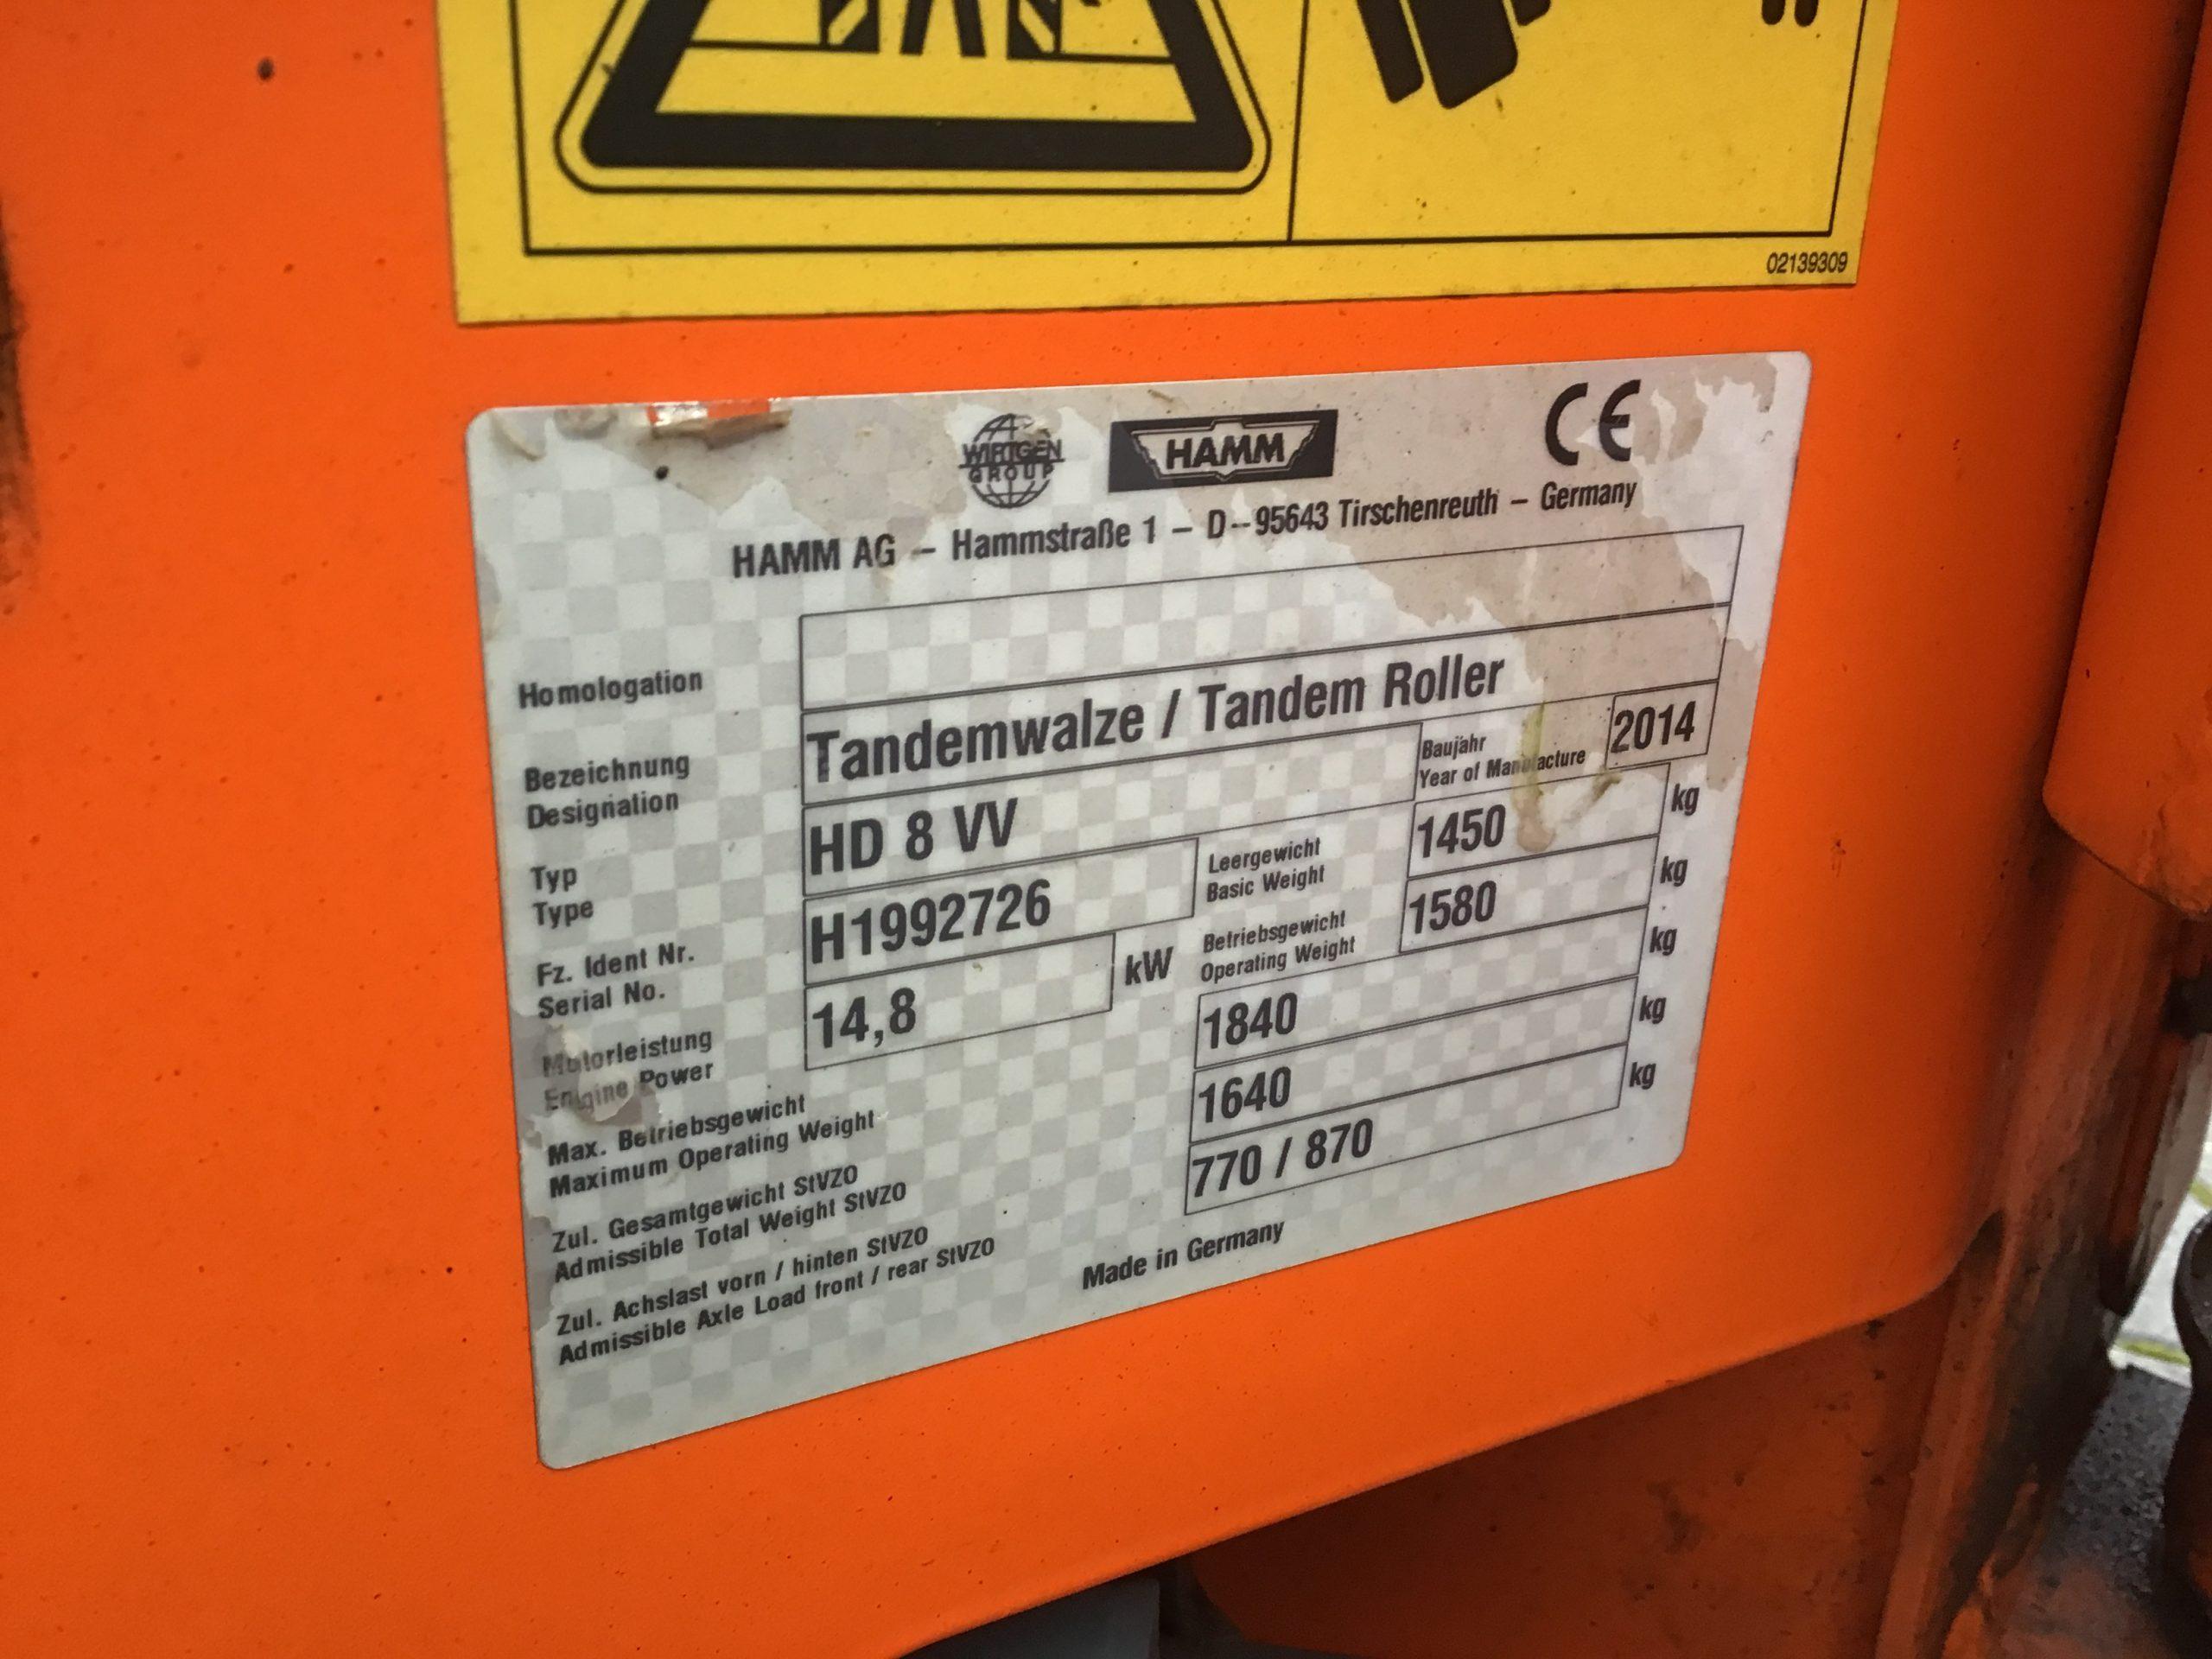 02139309
WIRTGEN GROUP HAMM CE
HAMM AG – Hammstraße 1 – D--95643 Tirschenreuth – Germany
Homologation
Bezeichnung
Designation
Tandemwalze / Tandem Roller
Typ
Type
HD 8 VV
Baujahr
Year of Manufacture
2014
Fz. Ident Nr.
Serial No.
H1992726
Leergewicht
Basic Weight
1450 kg
Motorleistung
Engine Power
14,8 kW
Betriebsgewicht
Operating Weight
1580 kg
Max. Betriebsgewicht
Maximum Operating Weight
1840 kg
Zul. Gesamtgewicht StVZO
Admissible Total Weight StVZO
1640 kg
Zul. Achslast vorn / hinten StVZO
Admissible Axle Load front / rear StVZO
770 / 870 kg
Made in Germany